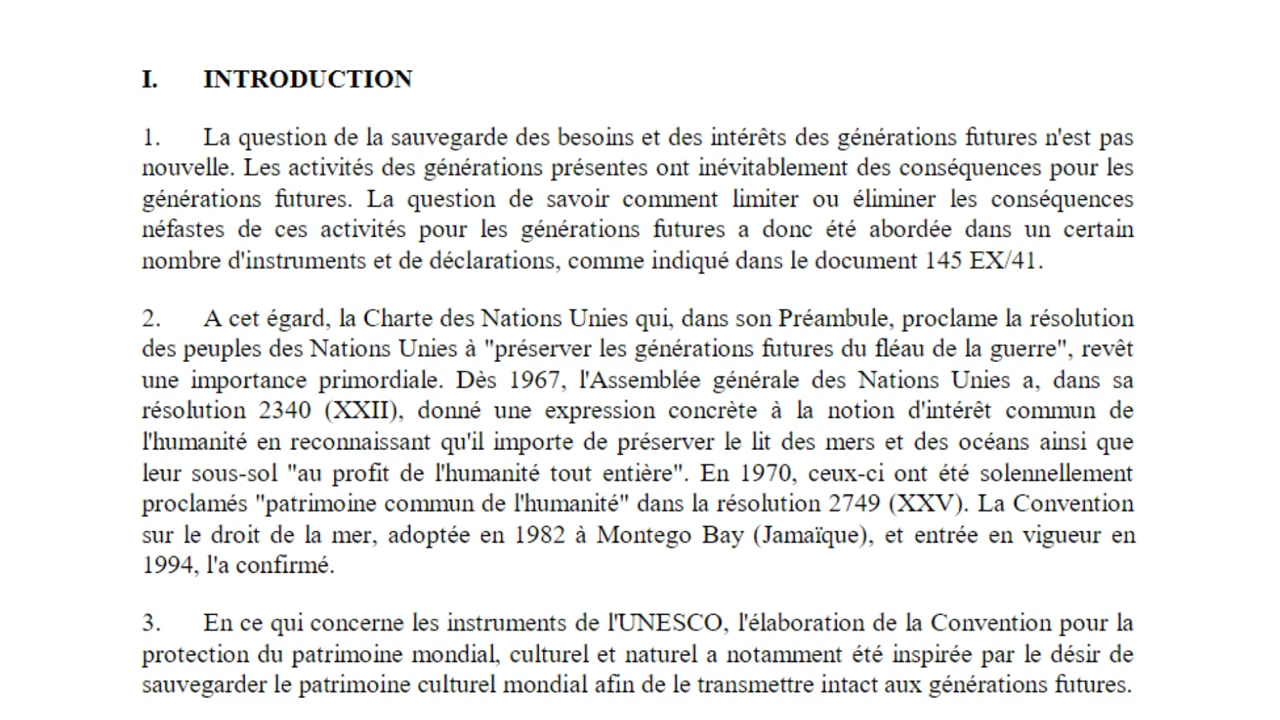 I. INTRODUCTION
1. La question de la sauvegarde des besoins et des intérêts des générations futures n'est pas
nouvelle. Les activités des générations présentes ont inévitablement des conséquences pour les
générations futures. La question de savoir comment limiter ou éliminer les conséquences
néfastes de ces activités pour les générations futures a donc été abordée dans un certain
nombre d'instruments et de déclarations, comme indiqué dans le document 145 EX/41.
2. A cet égard, la Charte des Nations Unies qui, dans son Préambule, proclame la résolution
des peuples des Nations Unies à "préserver les générations futures du fléau de la guerre", revêt
une importance primordiale. Dès 1967, l'Assemblée générale des Nations Unies a, dans sa
résolution 2340 (XXII), donné une expression concrète à la notion d'intérêt commun de
l'humanité en reconnaissant qu'il importe de préserver le lit des mers et des océans ainsi que
leur sous-sol "au profit de l'humanité tout entière". En 1970, ceux-ci ont été solennellement
proclamés "patrimoine commun de l'humanité" dans la résolution 2749 (XXV). La Convention
sur le droit de la mer, adoptée en 1982 à Montego Bay (Jamaïque), et entrée en vigueur en
1994, l'a confirmé.
3. En ce qui concerne les instruments de l'UNESCO, l'élaboration de la Convention pour la
protection du patrimoine mondial, culturel et naturel a notamment été inspirée par le désir de
sauvegarder le patrimoine culturel mondial afin de le transmettre intact aux générations futures.